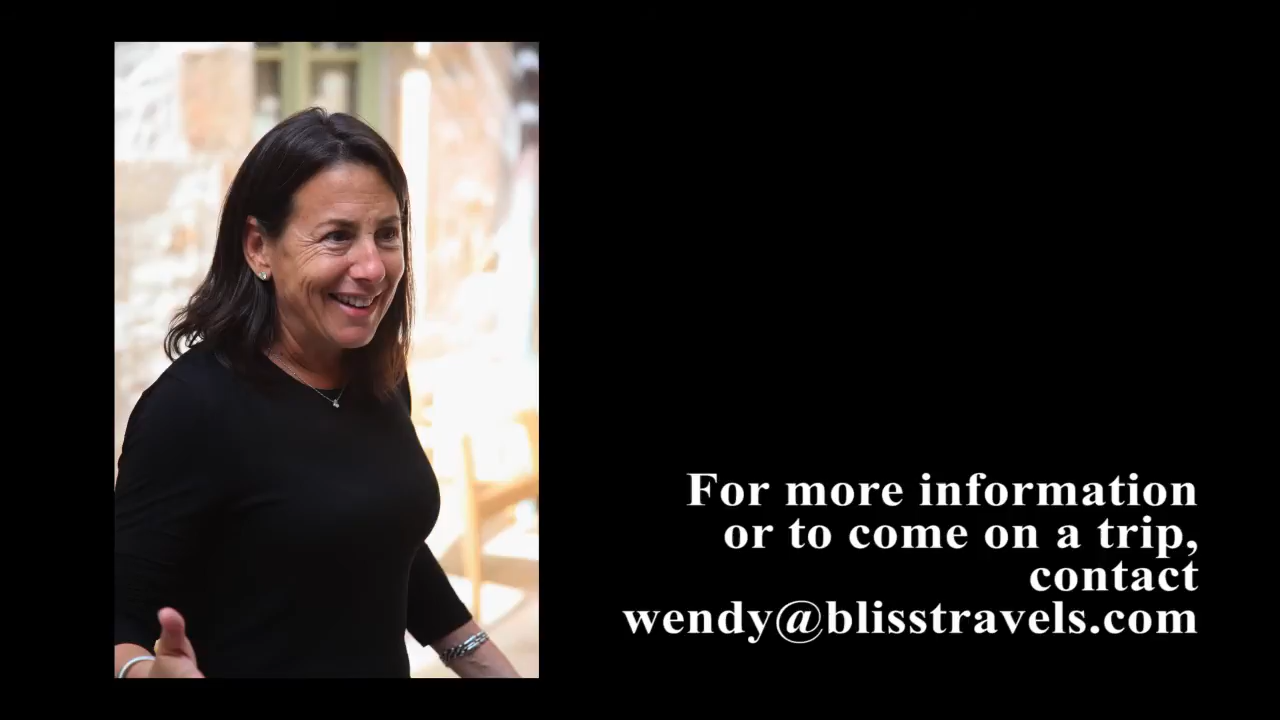 For more information
or to come on a trip,
contact
wendy@blisstravels.com